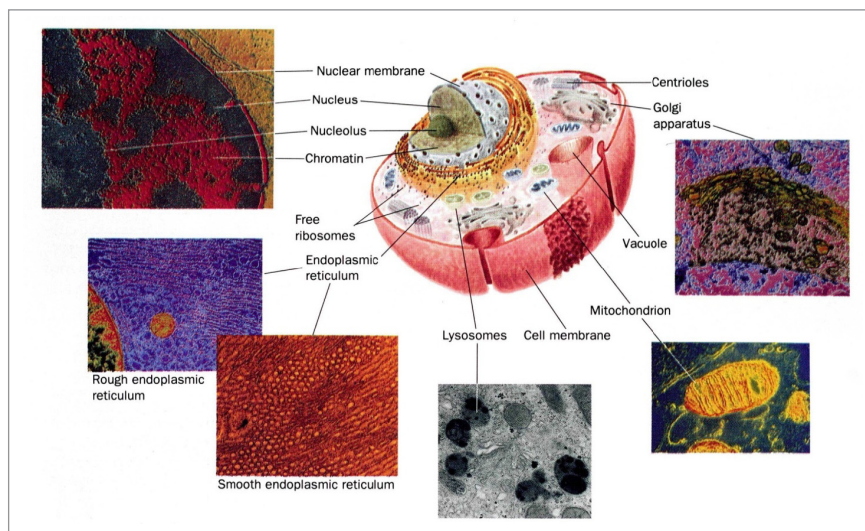 Nuclear membrane
Nucleus
Nucleolus
Chromatin
Centrioles
Golgi
apparatus
Free
ribosomes
Endoplasmic
reticulum
Vacuole
Mitochondrion
Lysosomes
Cell membrane
Rough endoplasmic
reticulum
Smooth endoplasmic reticulum